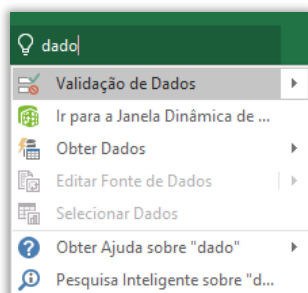 dado
Validação de Dados
Ir para a Janela Dinâmica de ...
Obter Dados
Editar Fonte de Dados
Selecionar Dados
Obter Ajuda sobre "dado"
Pesquisa Inteligente sobre "d...